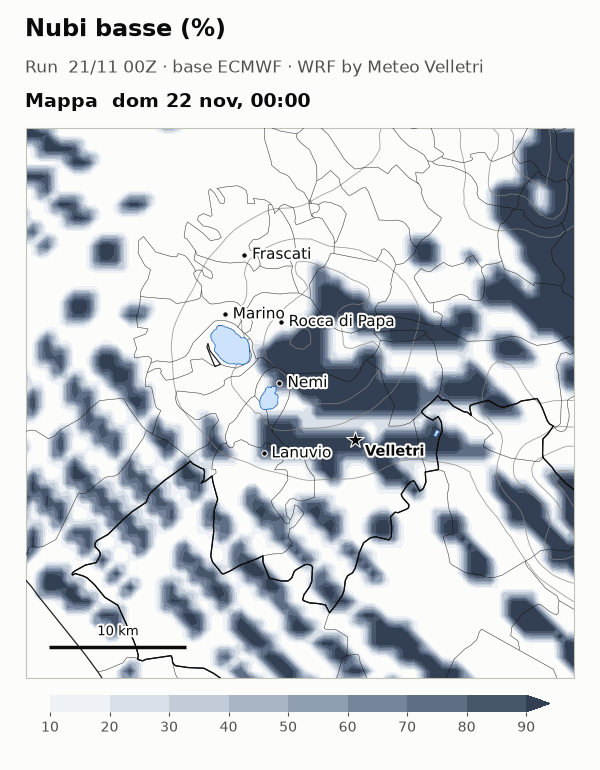 Nubi basse (%)
Run 21/11 00Z · base ECMWF · WRF by Meteo Velletri
Mappa dom 22 nov, 00:00
Frascati
Marino
Rocca di Papa
Nemi
Velletri
Lanuvio
10 km
10 20 30 40 50 60 70 80 90